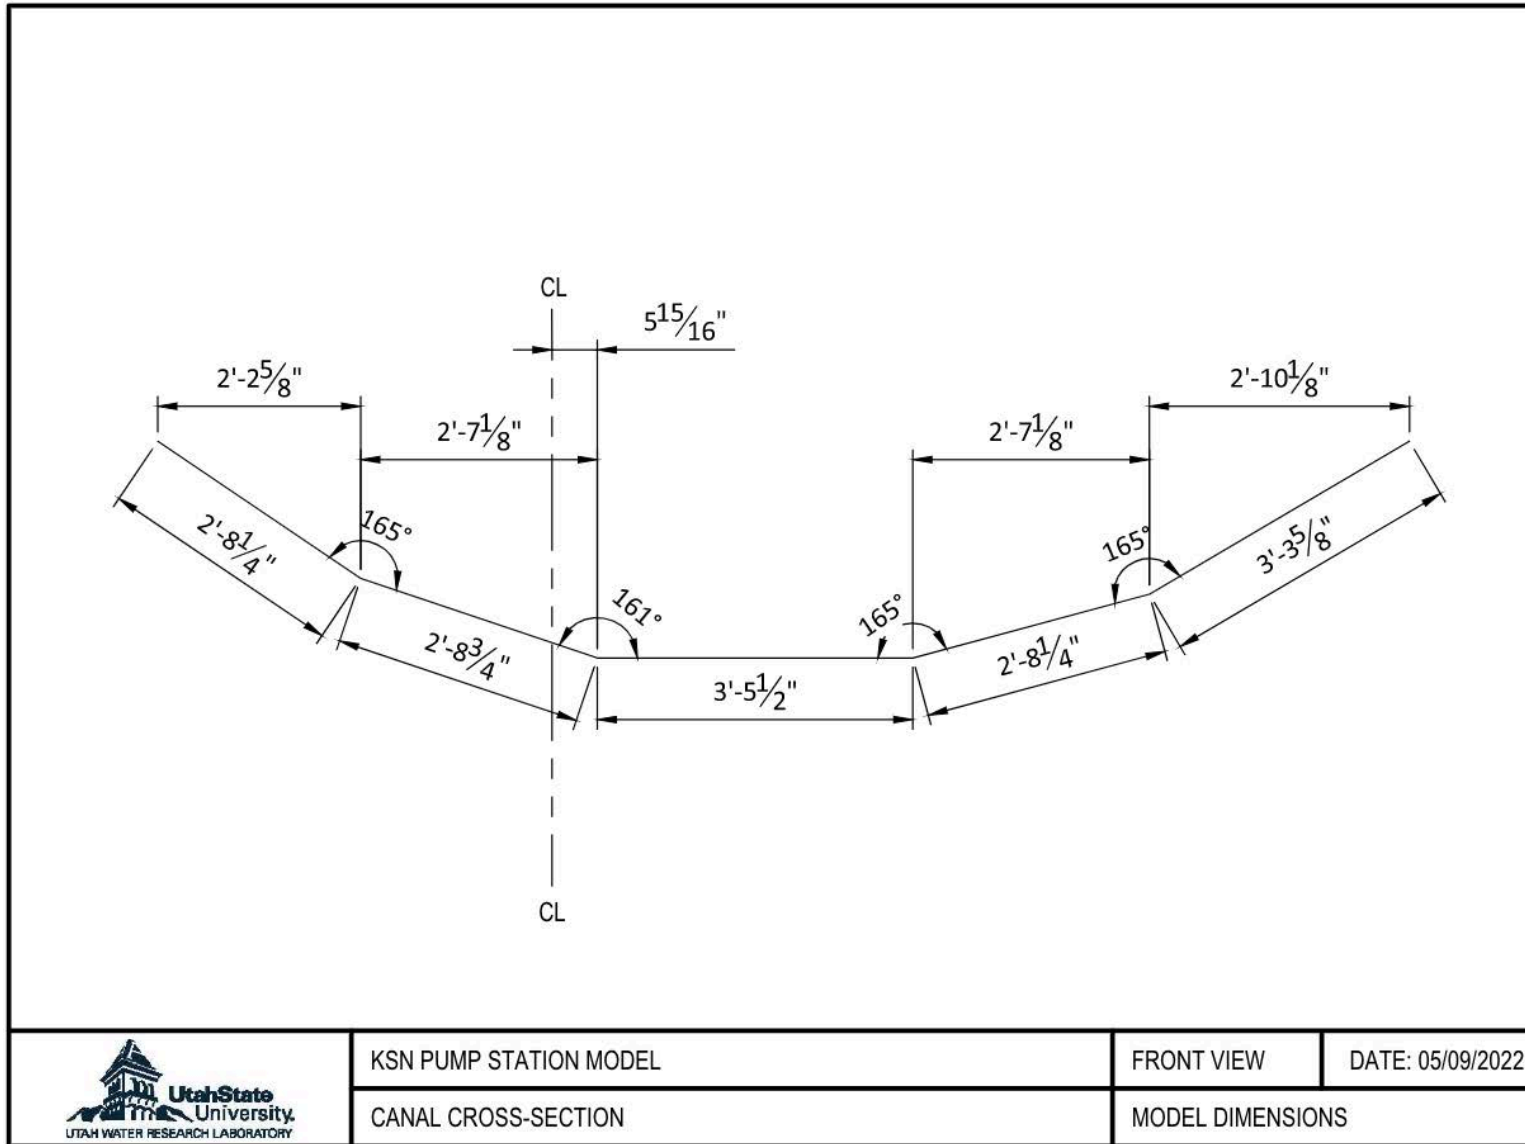 CL
5 15/16"
2'-2 5/8"
2'-10 1/8"
2'-7 1/8"
2'-7 1/8"
165°
2'-8 1/4"
165°
3'-3 5/8"
161°
165°
2'-8 3/4"
2'-8 1/4"
3'-5 1/2"
CL
UtahState
University.
UTAH WATER RESEARCH LABORATORY
KSN PUMP STATION MODEL
FRONT VIEW
DATE: 05/09/2022
CANAL CROSS-SECTION
MODEL DIMENSIONS